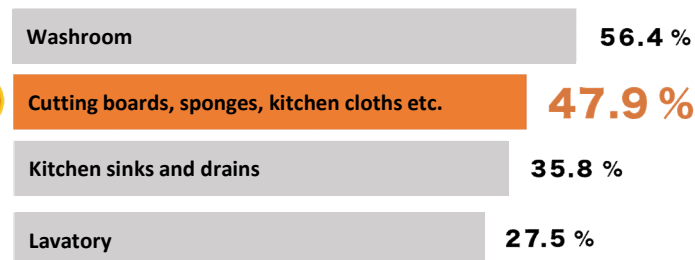 Washroom 56.4 %
Cutting boards, sponges, kitchen cloths etc. 47.9 %
Kitchen sinks and drains 35.8 %
Lavatory 27.5 %